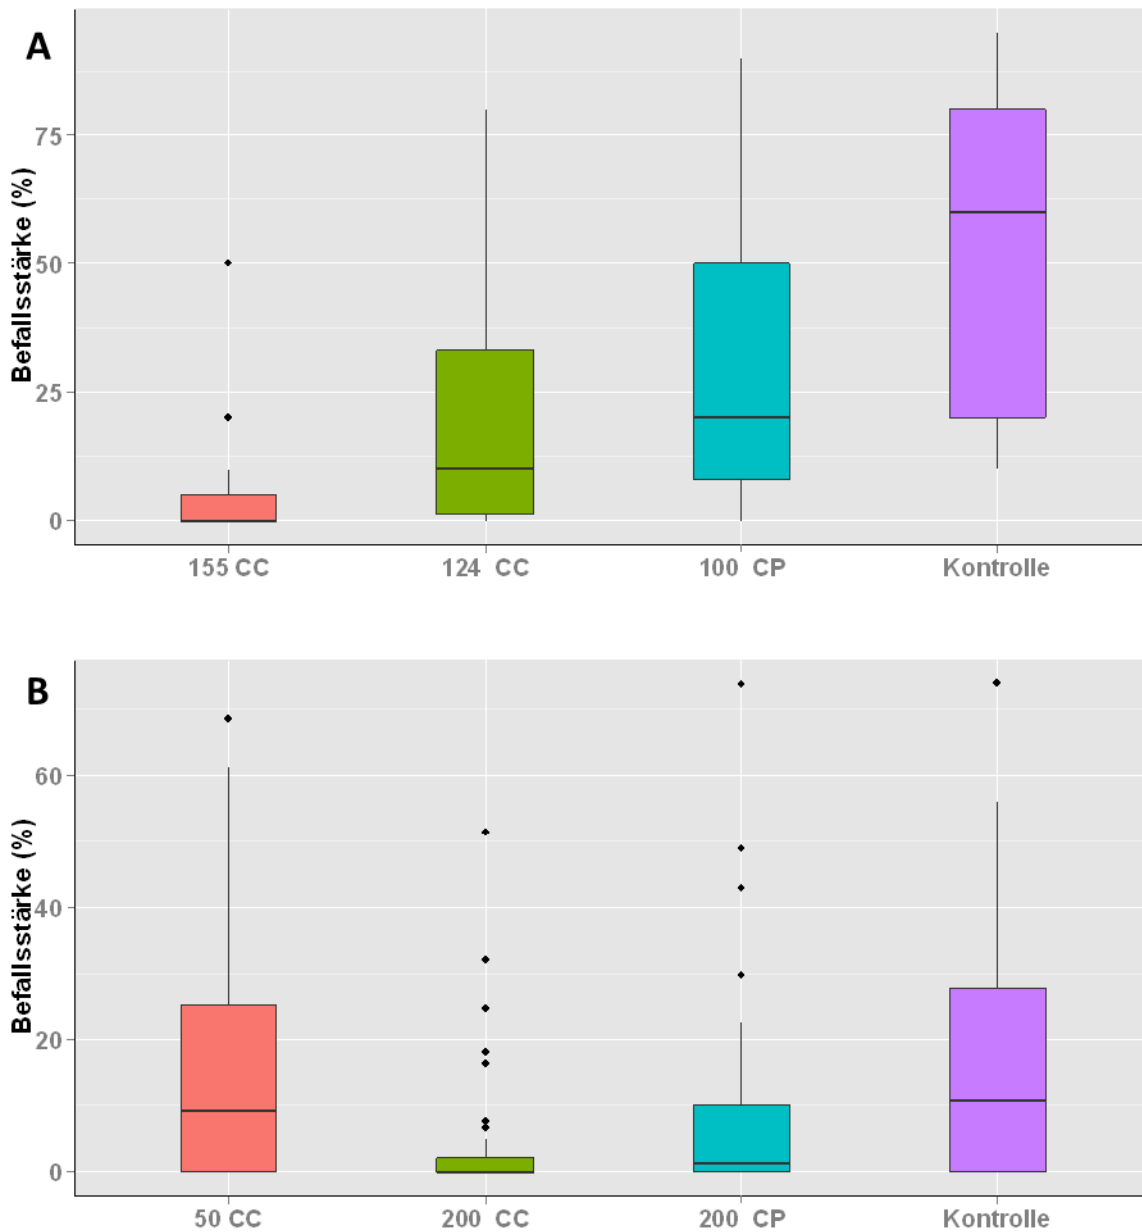 A
Befallsstärke (%)
75
50
25
0
155 CC 124 CC 100 CP Kontrolle
B
Befallsstärke (%)
60
40
20
0
50 CC 200 CC 200 CP Kontrolle